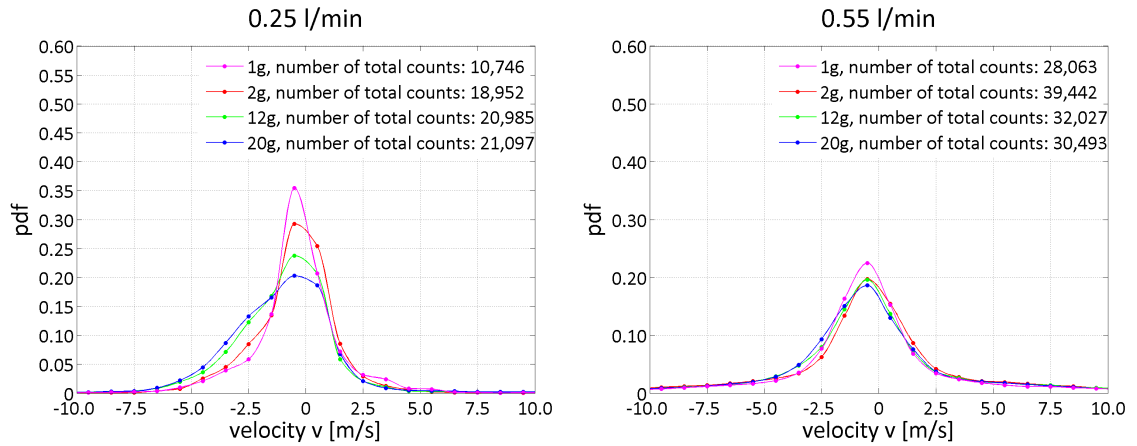 0.25 l/min
0.60
0.55
0.50
0.45
0.40
0.35
0.30
0.25
0.20
0.15
0.10
0.05
0
pdf
1g, number of total counts: 10,746
2g, number of total counts: 18,952
12g, number of total counts: 20,985
20g, number of total counts: 21,097
-10.0 -7.5 -5.0 -2.5 0 2.5 5.0 7.5 10.0
velocity v [m/s]
0.55 l/min
0.60
0.50
0.40
0.30
0.20
0.10
0
pdf
1g, number of total counts: 28,063
2g, number of total counts: 39,442
12g, number of total counts: 32,027
20g, number of total counts: 30,493
-10.0 -7.5 -5.0 -2.5 0 2.5 5.0 7.5 10.0
velocity v [m/s]